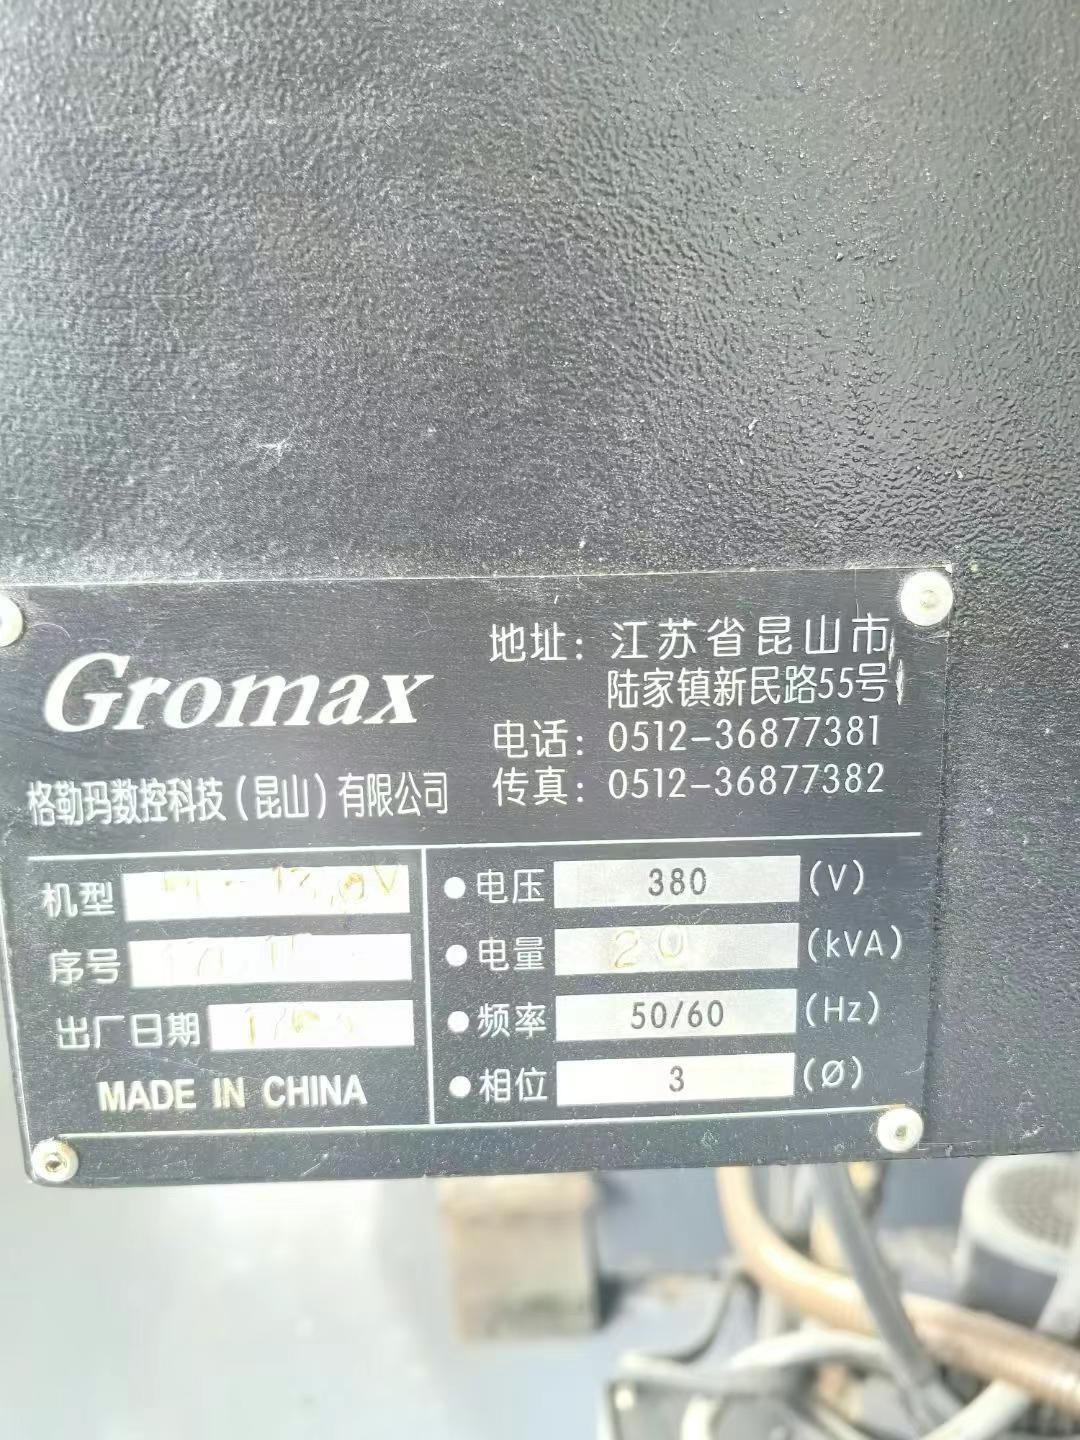 Gromax
格勒玛数控科技（昆山）有限公司
地址：江苏省昆山市
陆家镇新民路55号
电话：0512-36877381
传真：0512-36877382
机型
序号
出厂日期
MADE IN CHINA
电压 380 (V)
电量 20 (kVA)
频率 50/60 (Hz)
相位 3 (Ø)